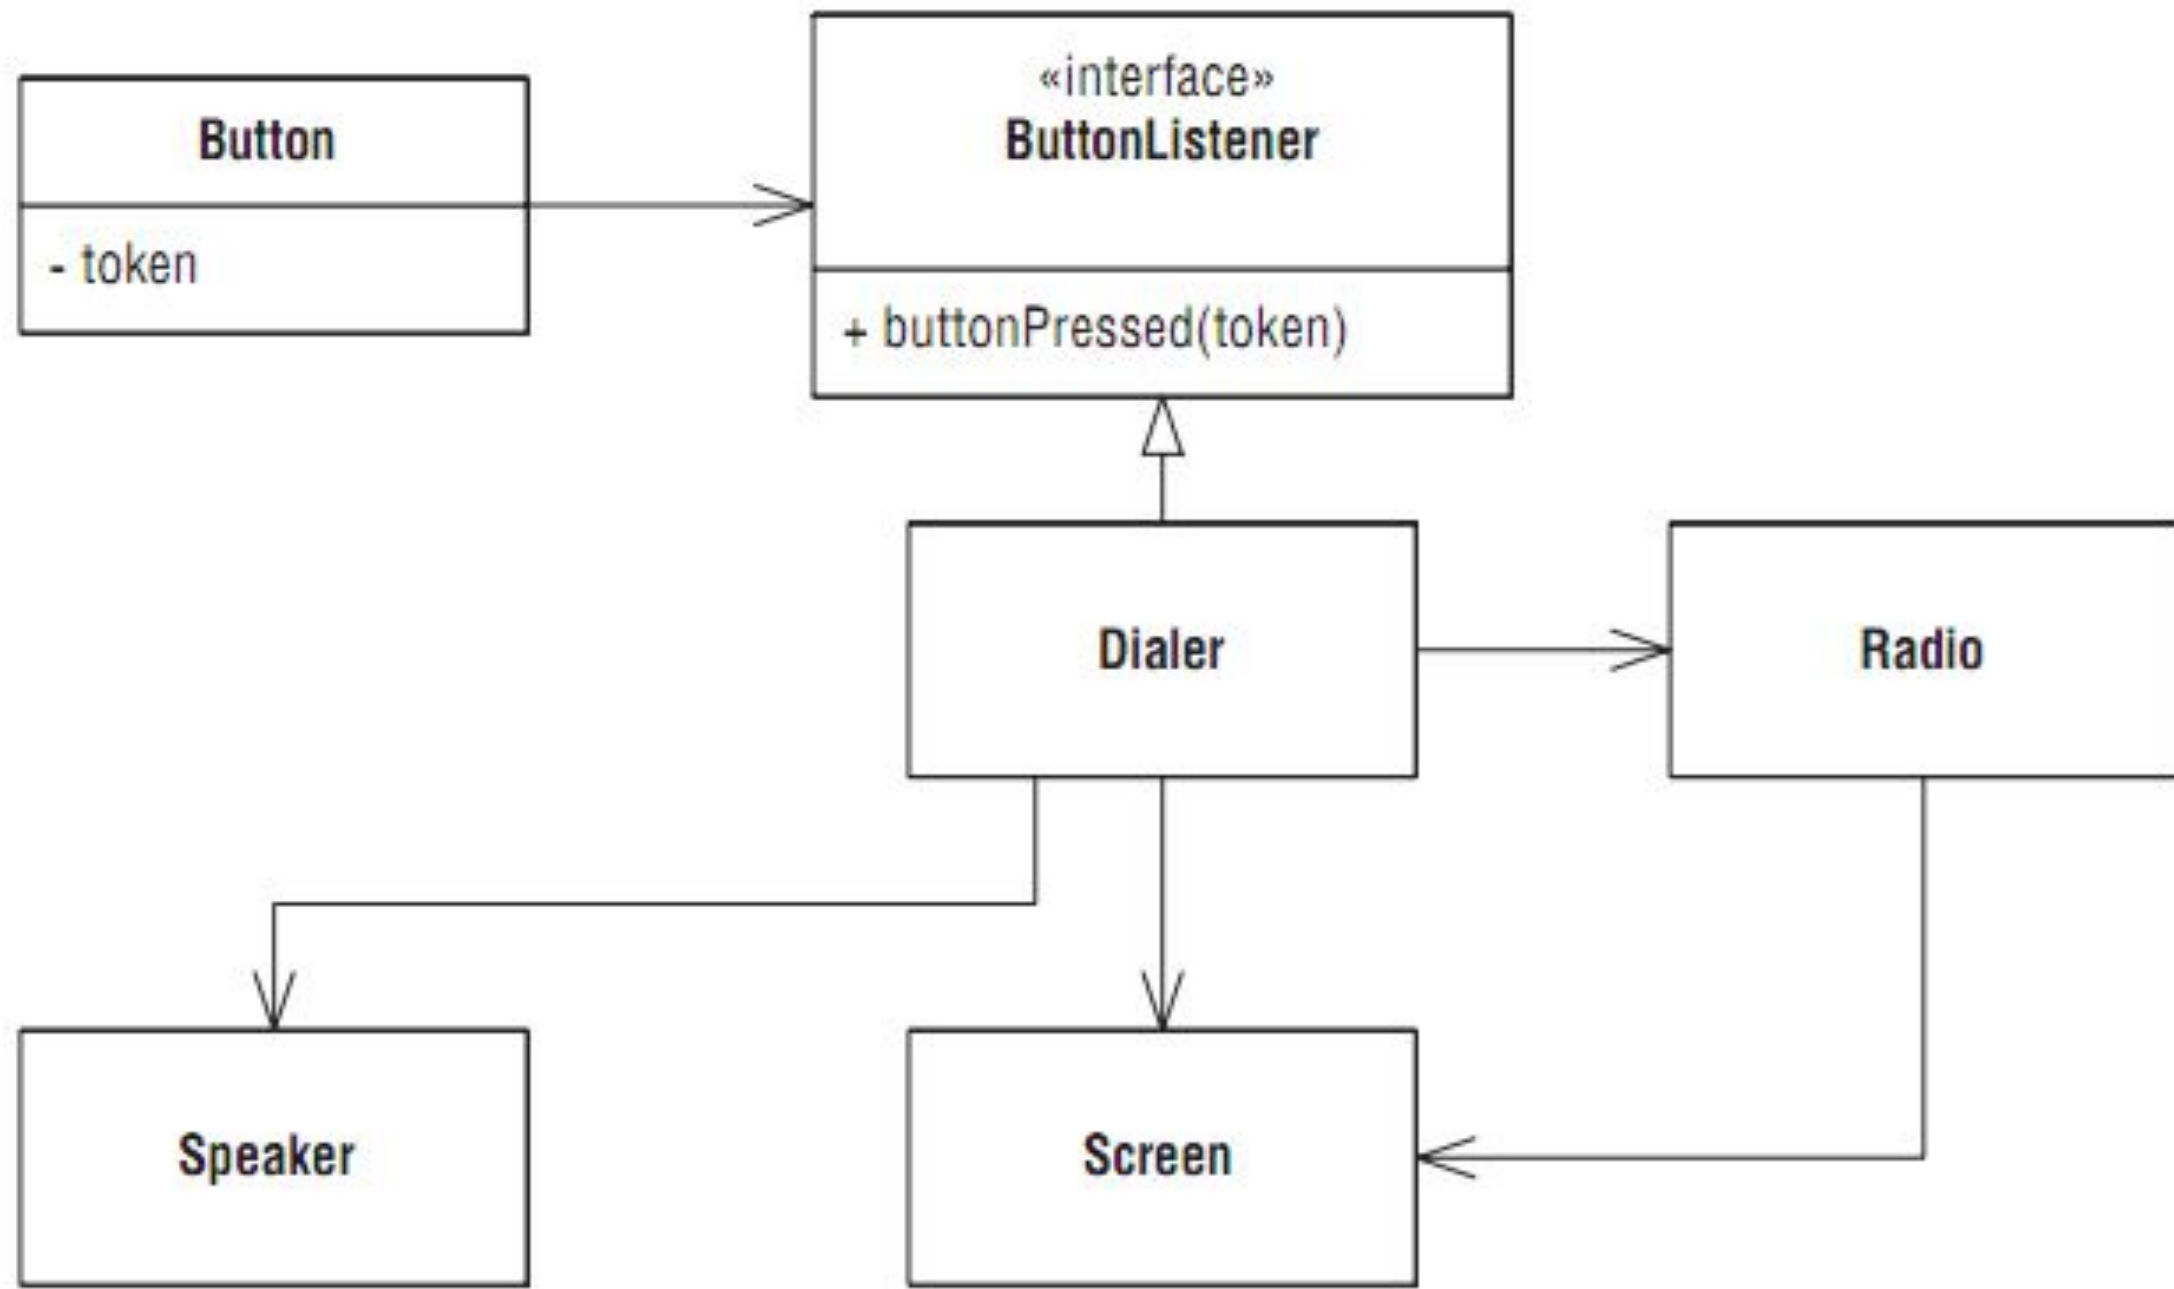 Button
- token
«interface»
ButtonListener
+ buttonPressed(token)
Dialer
Radio
Speaker
Screen